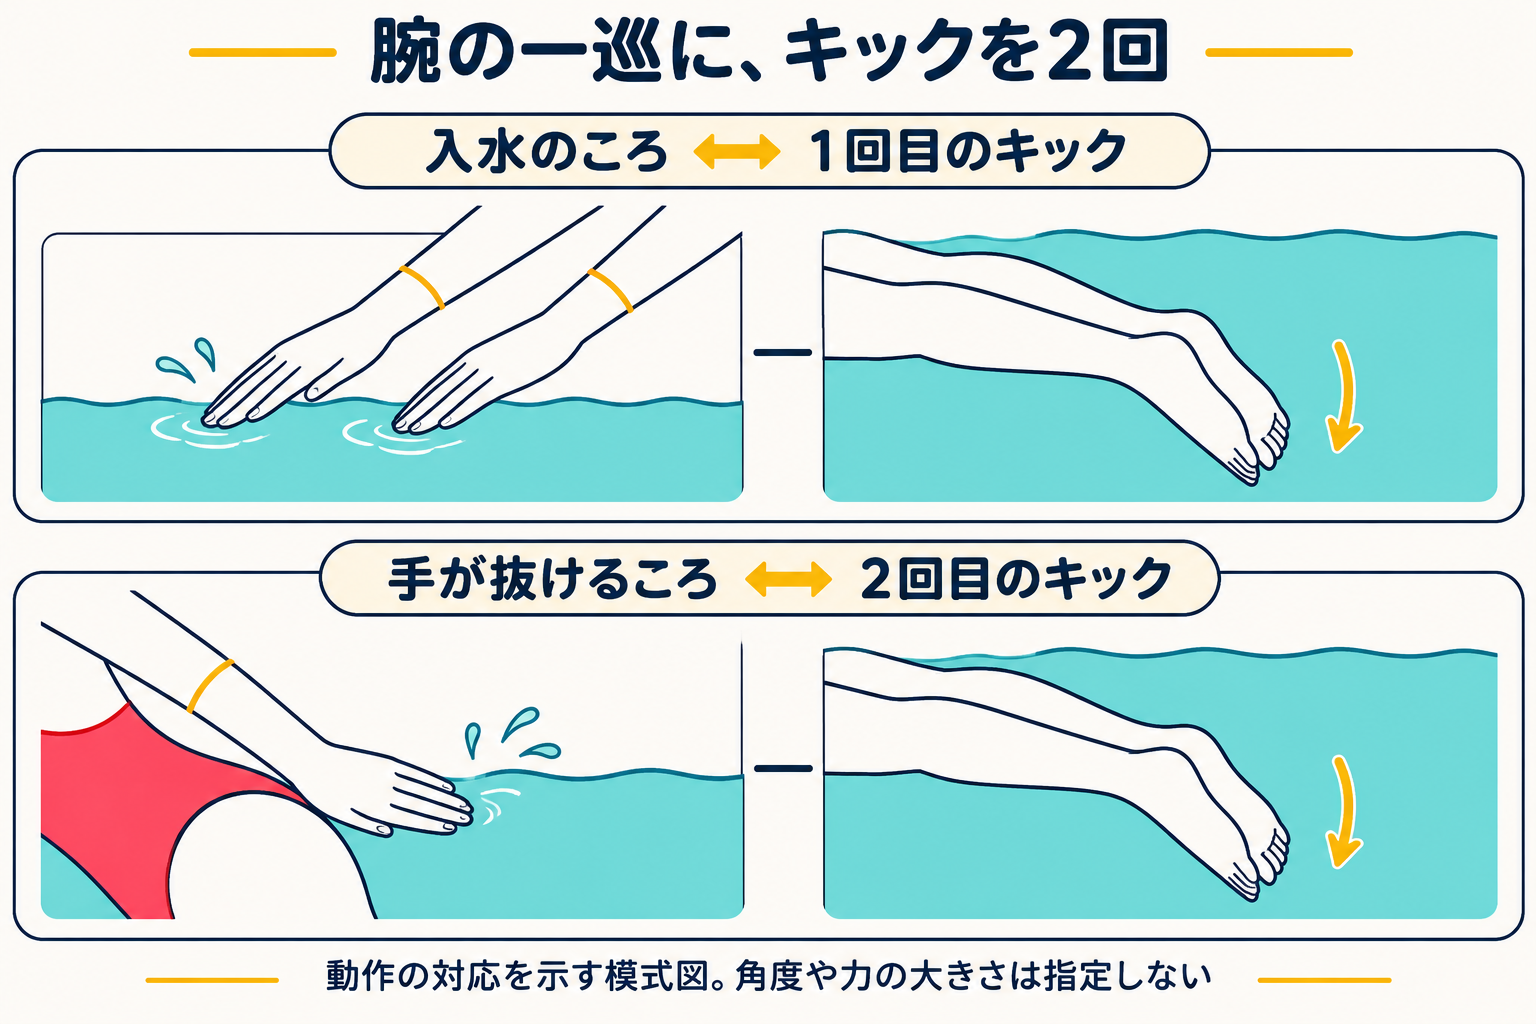 腕の一巡に、キックを2回
入水のころ ↔ 1回目のキック
手が抜けるころ ↔ 2回目のキック
動作の対応を示す模式図。角度や力の大きさは指定しない